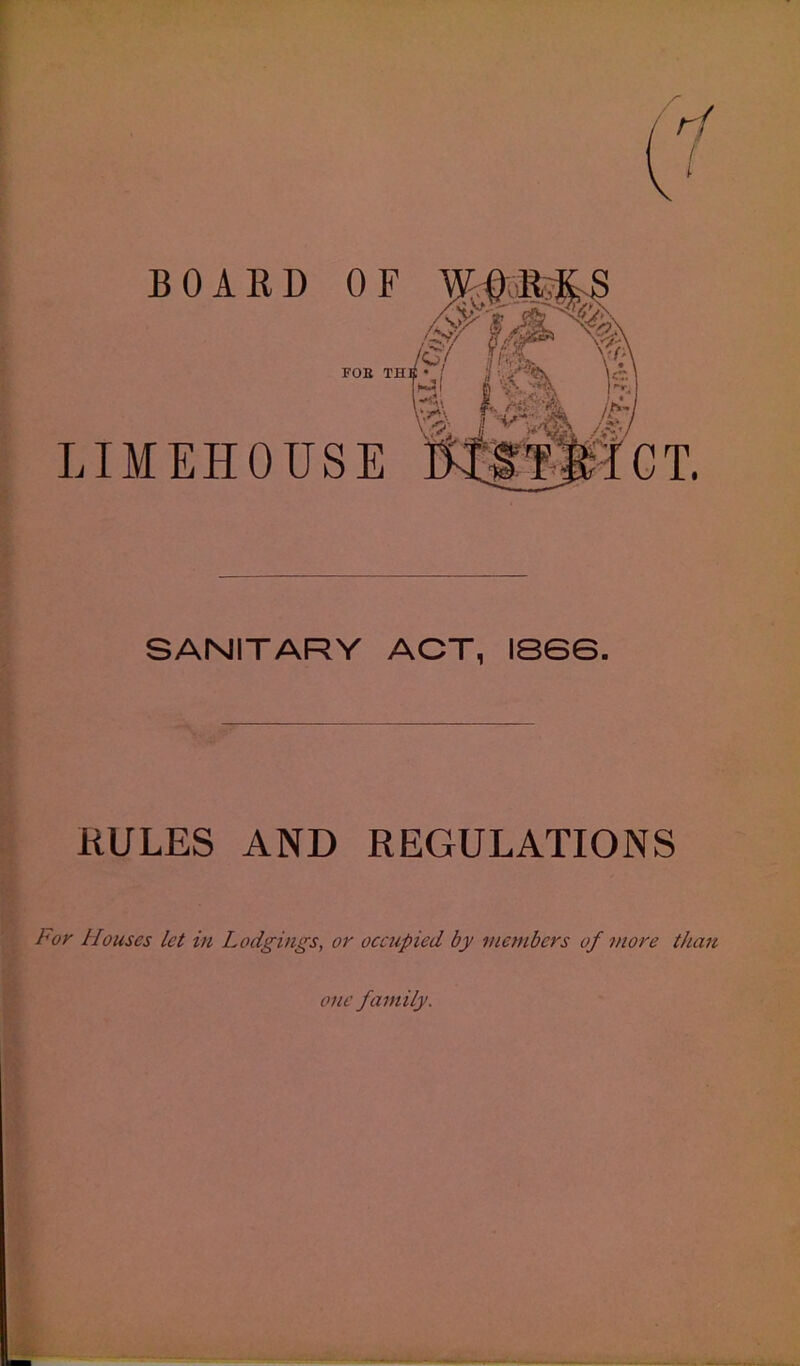 (7
BOARD OF WORKS
FOR THE
LIMEHOUSE DISTRICT.
SANITARY ACT, 1866.
RULES AND REGULATIONS
For Houses let in Lodgings, or occupied by members of more than
one family.